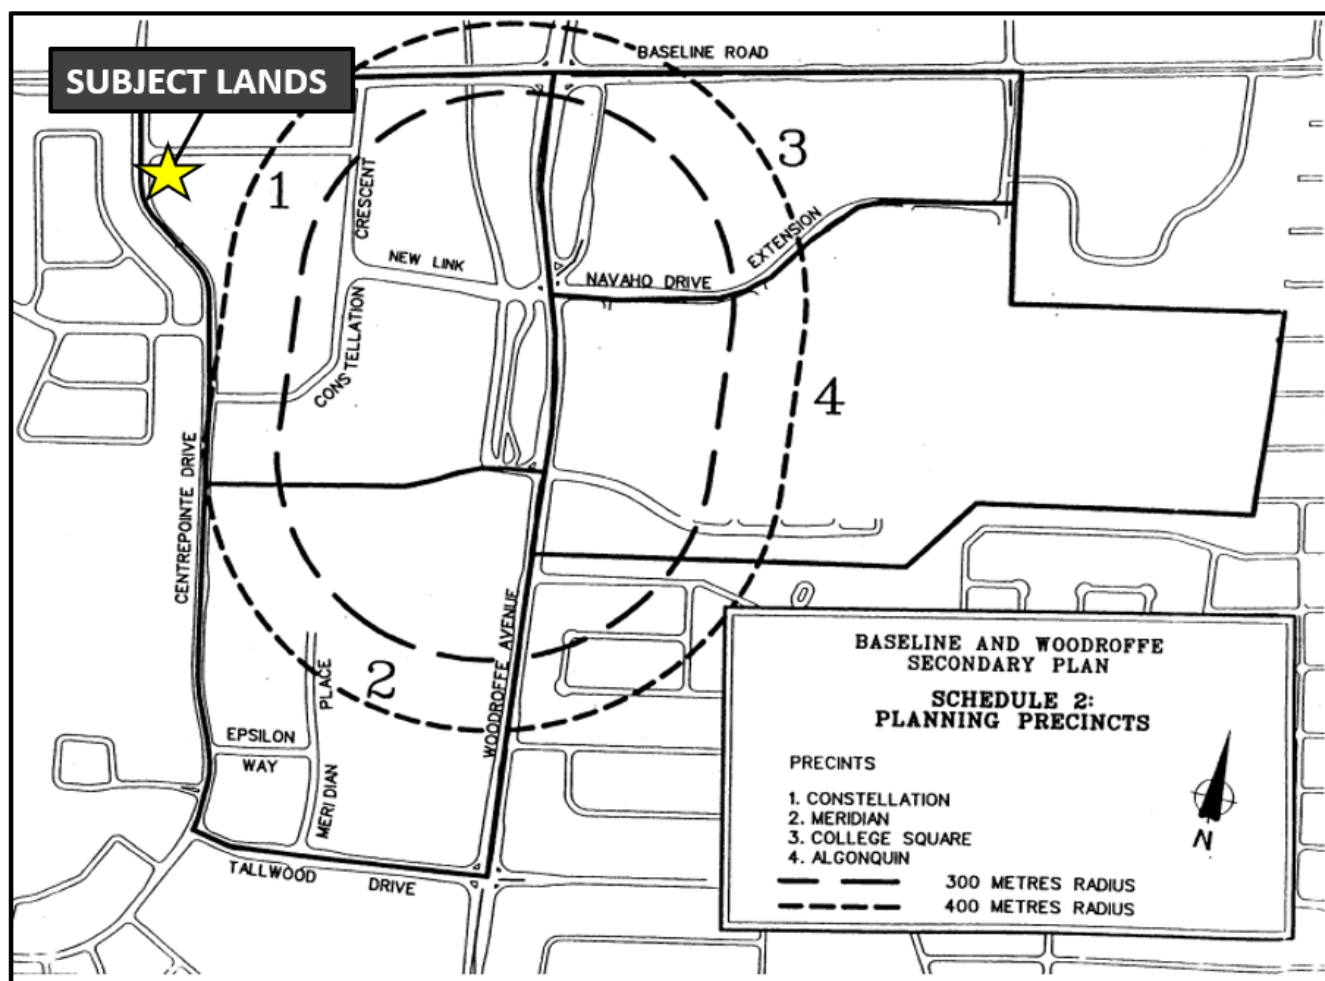 BASELINE ROAD
SUBJECT LANDS
3
1
CRESCENT
NEW LINK
NAVAHO DRIVE
EXTENSION
CONSTELLATION
4
CENTREPOINTE DRIVE
WOODROFFE AVENUE
2
PLACE
EPSILON
WAY
MERIDIAN
TALLWOOD DRIVE
BASELINE AND WOODROFFE
SECONDARY PLAN
SCHEDULE 2:
PLANNING PRECINCTS
PRECINTS
1. CONSTELLATION
2. MERIDIAN
3. COLLEGE SQUARE
4. ALGONQUIN
300 METRES RADIUS
400 METRES RADIUS
N